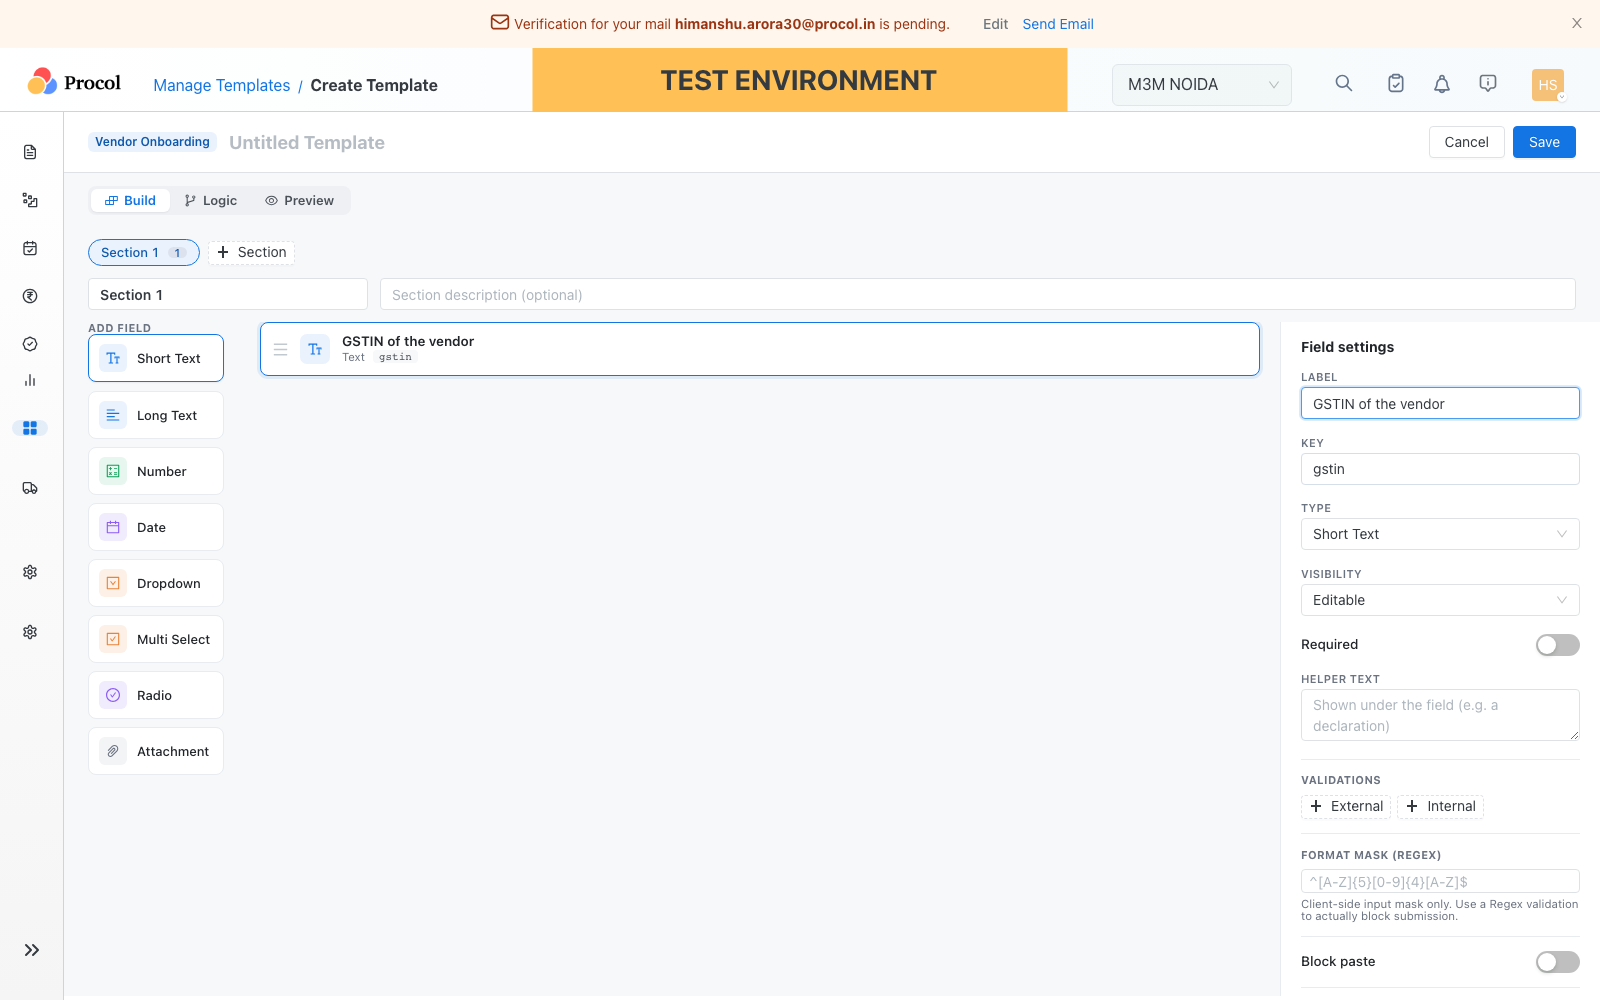 Verification for your mail himanshu.arora30@procol.in is pending. Edit Send Email
Procol
Manage Templates / Create Template
TEST ENVIRONMENT
M3M NOIDA
HS
Vendor Onboarding
Untitled Template
Cancel
Save
Build
Logic
Preview
Section 1 1
+ Section
Section 1
Section description (optional)
ADD FIELD
Short Text
Long Text
Number
Date
Dropdown
Multi Select
Radio
Attachment
Tr
GSTIN of the vendor
Text gstin
Field settings
LABEL
GSTIN of the vendor
KEY
gstin
TYPE
Short Text
VISIBILITY
Editable
Required
HELPER TEXT
Shown under the field (e.g. a
declaration)
VALIDATIONS
+ External + Internal
FORMAT MASK (REGEX)
^[A-Z]{5}[0-9]{4}[A-Z]$
Client-side input mask only. Use a Regex validation
to actually block submission.
Block paste